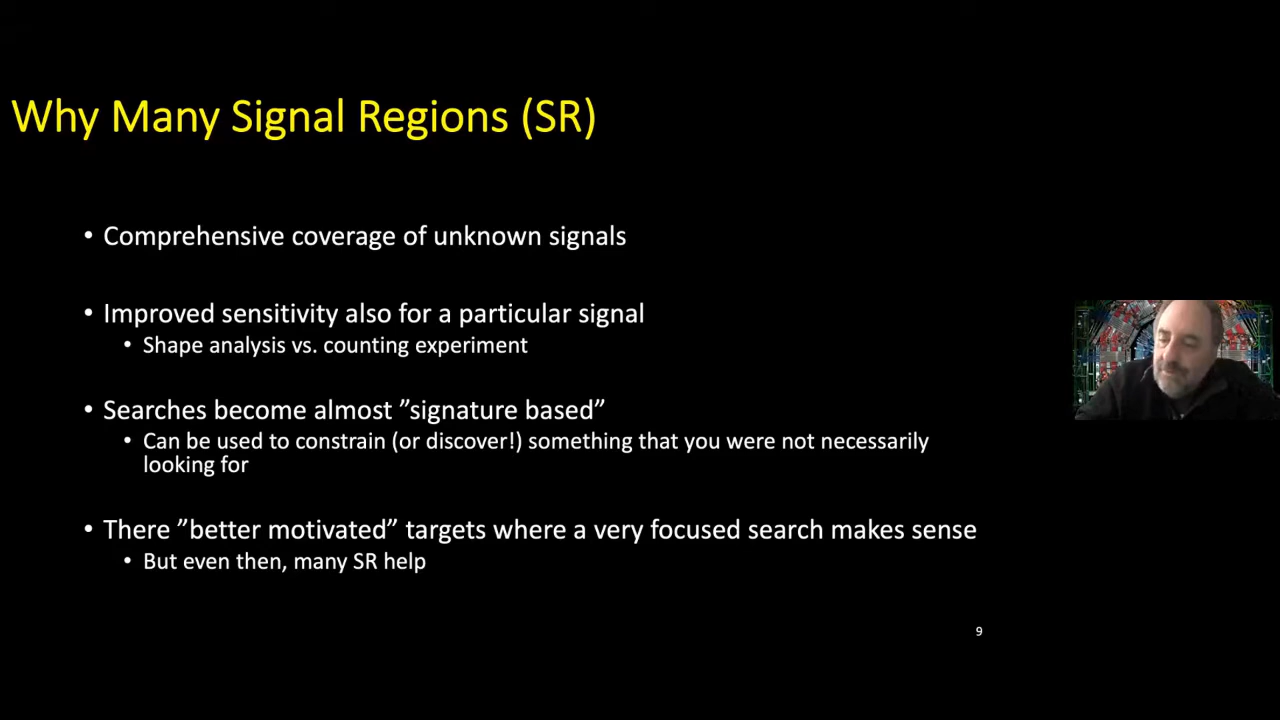 Why Many Signal Regions (SR)
• Comprehensive coverage of unknown signals
• Improved sensitivity also for a particular signal
• Shape analysis vs. counting experiment
• Searches become almost ”signature based”
• Can be used to constrain (or discover!) something that you were not necessarily
looking for
• There ”better motivated” targets where a very focused search makes sense
• But even then, many SR help
9